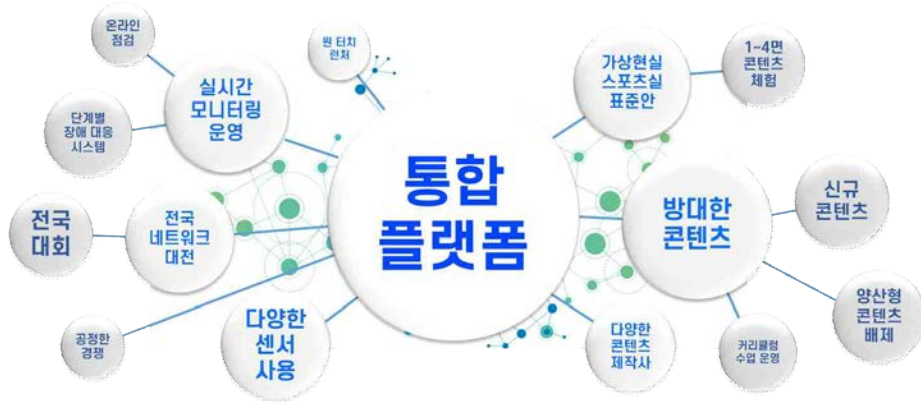 온라인
점검
원 터치
런처
실시간
모니터링
운영
가상현실
스포츠실
표준안
1~4면
콘텐츠
체험
단계별
장애 대응
시스템
통합
플랫폼
전국
대회
전국
네트워크
대전
방대한
콘텐츠
신규
콘텐츠
공정한
경쟁
다양한
센서
사용
다양한
콘텐츠
제작사
커리큘럼
수업 운영
양산형
콘텐츠
배제